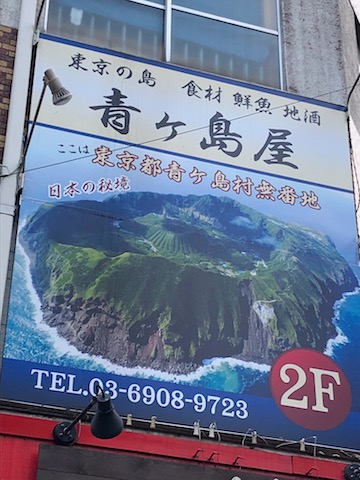 東京の島 食材 鮮魚 地酒
青ヶ島屋
ここは 東京都青ヶ島村無番地
日本の秘境
TEL.03-6908-9723
2F